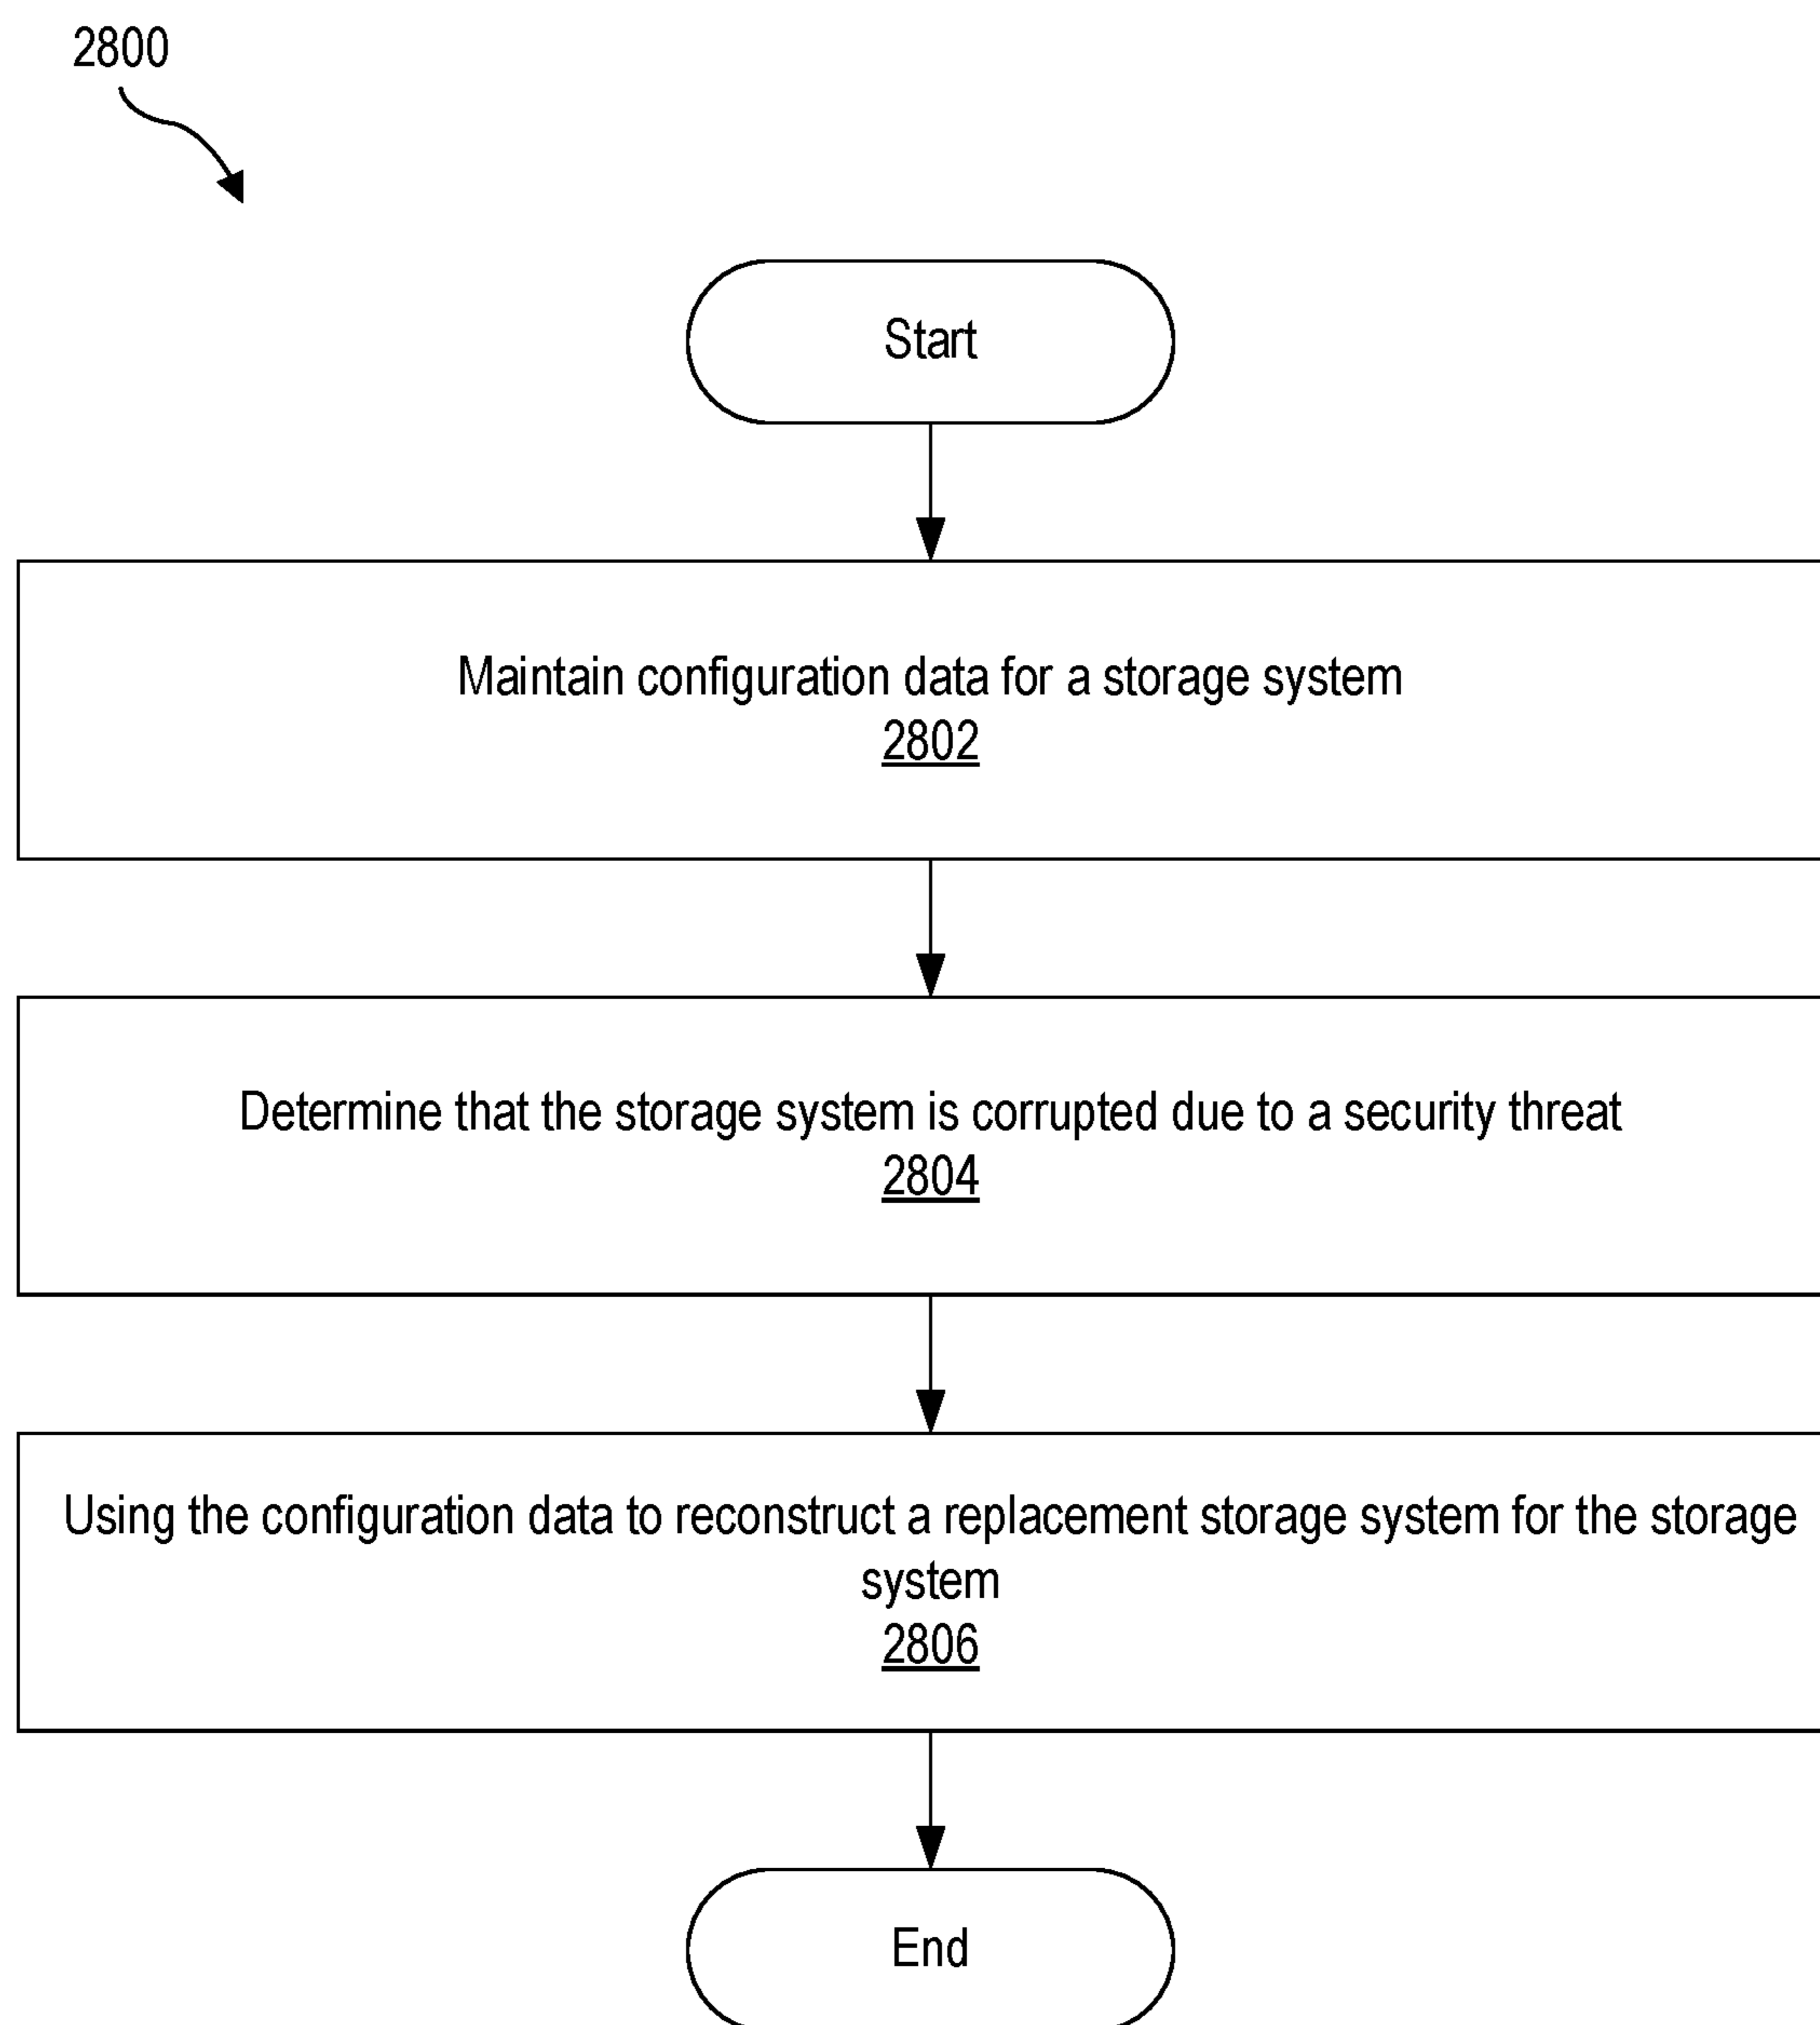 2800
Start
Maintain configuration data for a storage system
2802
Determine that the storage system is corrupted due to a security threat
2804
Using the configuration data to reconstruct a replacement storage system for the storage
system
2806
End